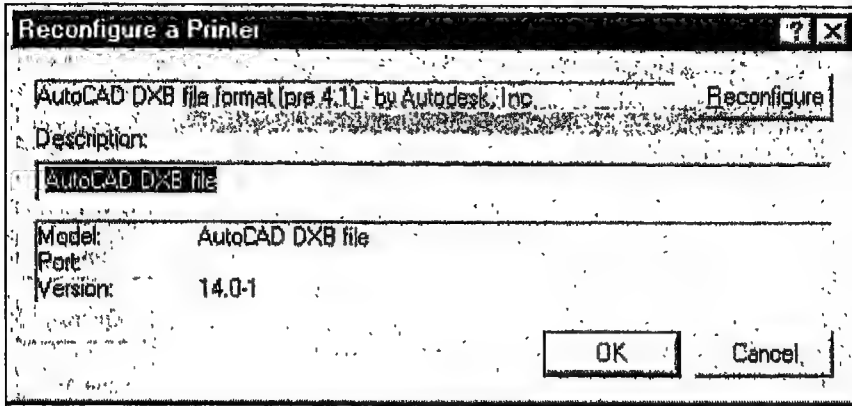 Reconfigure a Printer
AutoCAD DXB file format (pre 4.1) - by Autodesk, Inc
Reconfigure
Description:
AutoCAD DXB file
Model: AutoCAD DXB file
Port:
Version: 14.0-1
OK Cancel